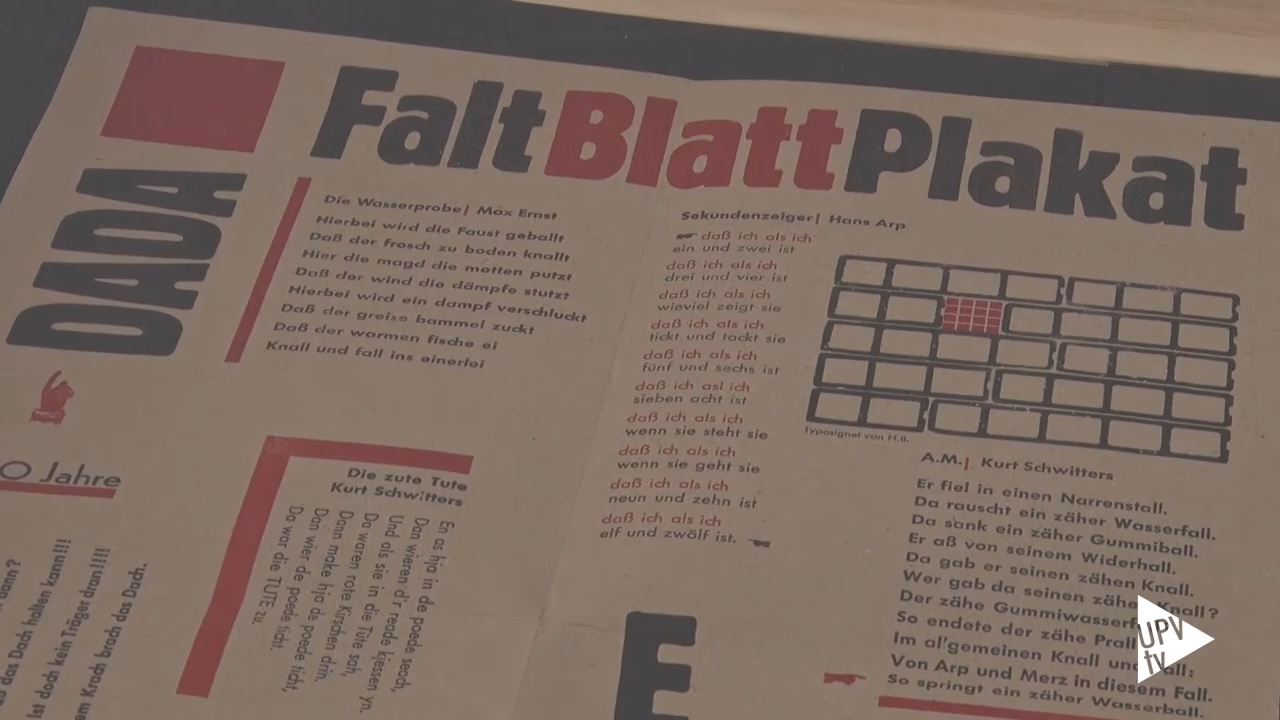 FaltBlattPlakat
DADA
Die Wasserprobe| Max Ernst
Hierbei wird die Faust geballt
Daß der frosch zu boden knallt
Hier die magd die motten putzt
Daß der wind die dämpfe stutzt
Hierbei wird ein dampf verschluckt
Daß der greise bammel zuckt
Daß der warmen fische ei
Knall und fall ins einerlei
Sekundenzeiger| Hans Arp
daß ich als ich
ein und zwei ist
daß ich als ich
drei und vier ist
daß ich als ich
wieviel zeigt sie
daß ich als ich
tickt und tackt sie
daß ich als ich
fünf und sechs ist
daß ich asl ich
sieben acht ist
daß ich als ich
wenn sie steht sie
daß ich als ich
wenn sie geht sie
daß ich als ich
neun und zehn ist
daß ich als ich
elf und zwölf ist.
Typosignet von H.B.
A.M.| Kurt Schwitters
Er fiel in einen Narrenstall.
Da rauscht ein zäher Wasserfall.
Da sank ein zäher Gummiball.
Er aß von seinem Widerhall.
Da gab er seinen zähen Knall.
Wer gab da seinen zähe Knall?
Der zähe
So endete der zähe Prall
Im al'gemeinen Knall und
Von Arp und Merz in diesem Fall.
So springt ein zäher Wasserball.
O Jahre
Die zute Tute
Kurt Schwitters
En as hja in de poede seach,
Dan wieren d'r reade kjessen yn.
Und als sie in die Tüte sah,
Da waren rote Kirschen drin.
Dann make hja de poede ticht,
Dan wier de poede ticht.
Da war die TUTE zu.
dann?
das Dach halten kann!!!
Ist doch kein Träger dran!!!!
Krach brach das Dach.
E
UPV
tv